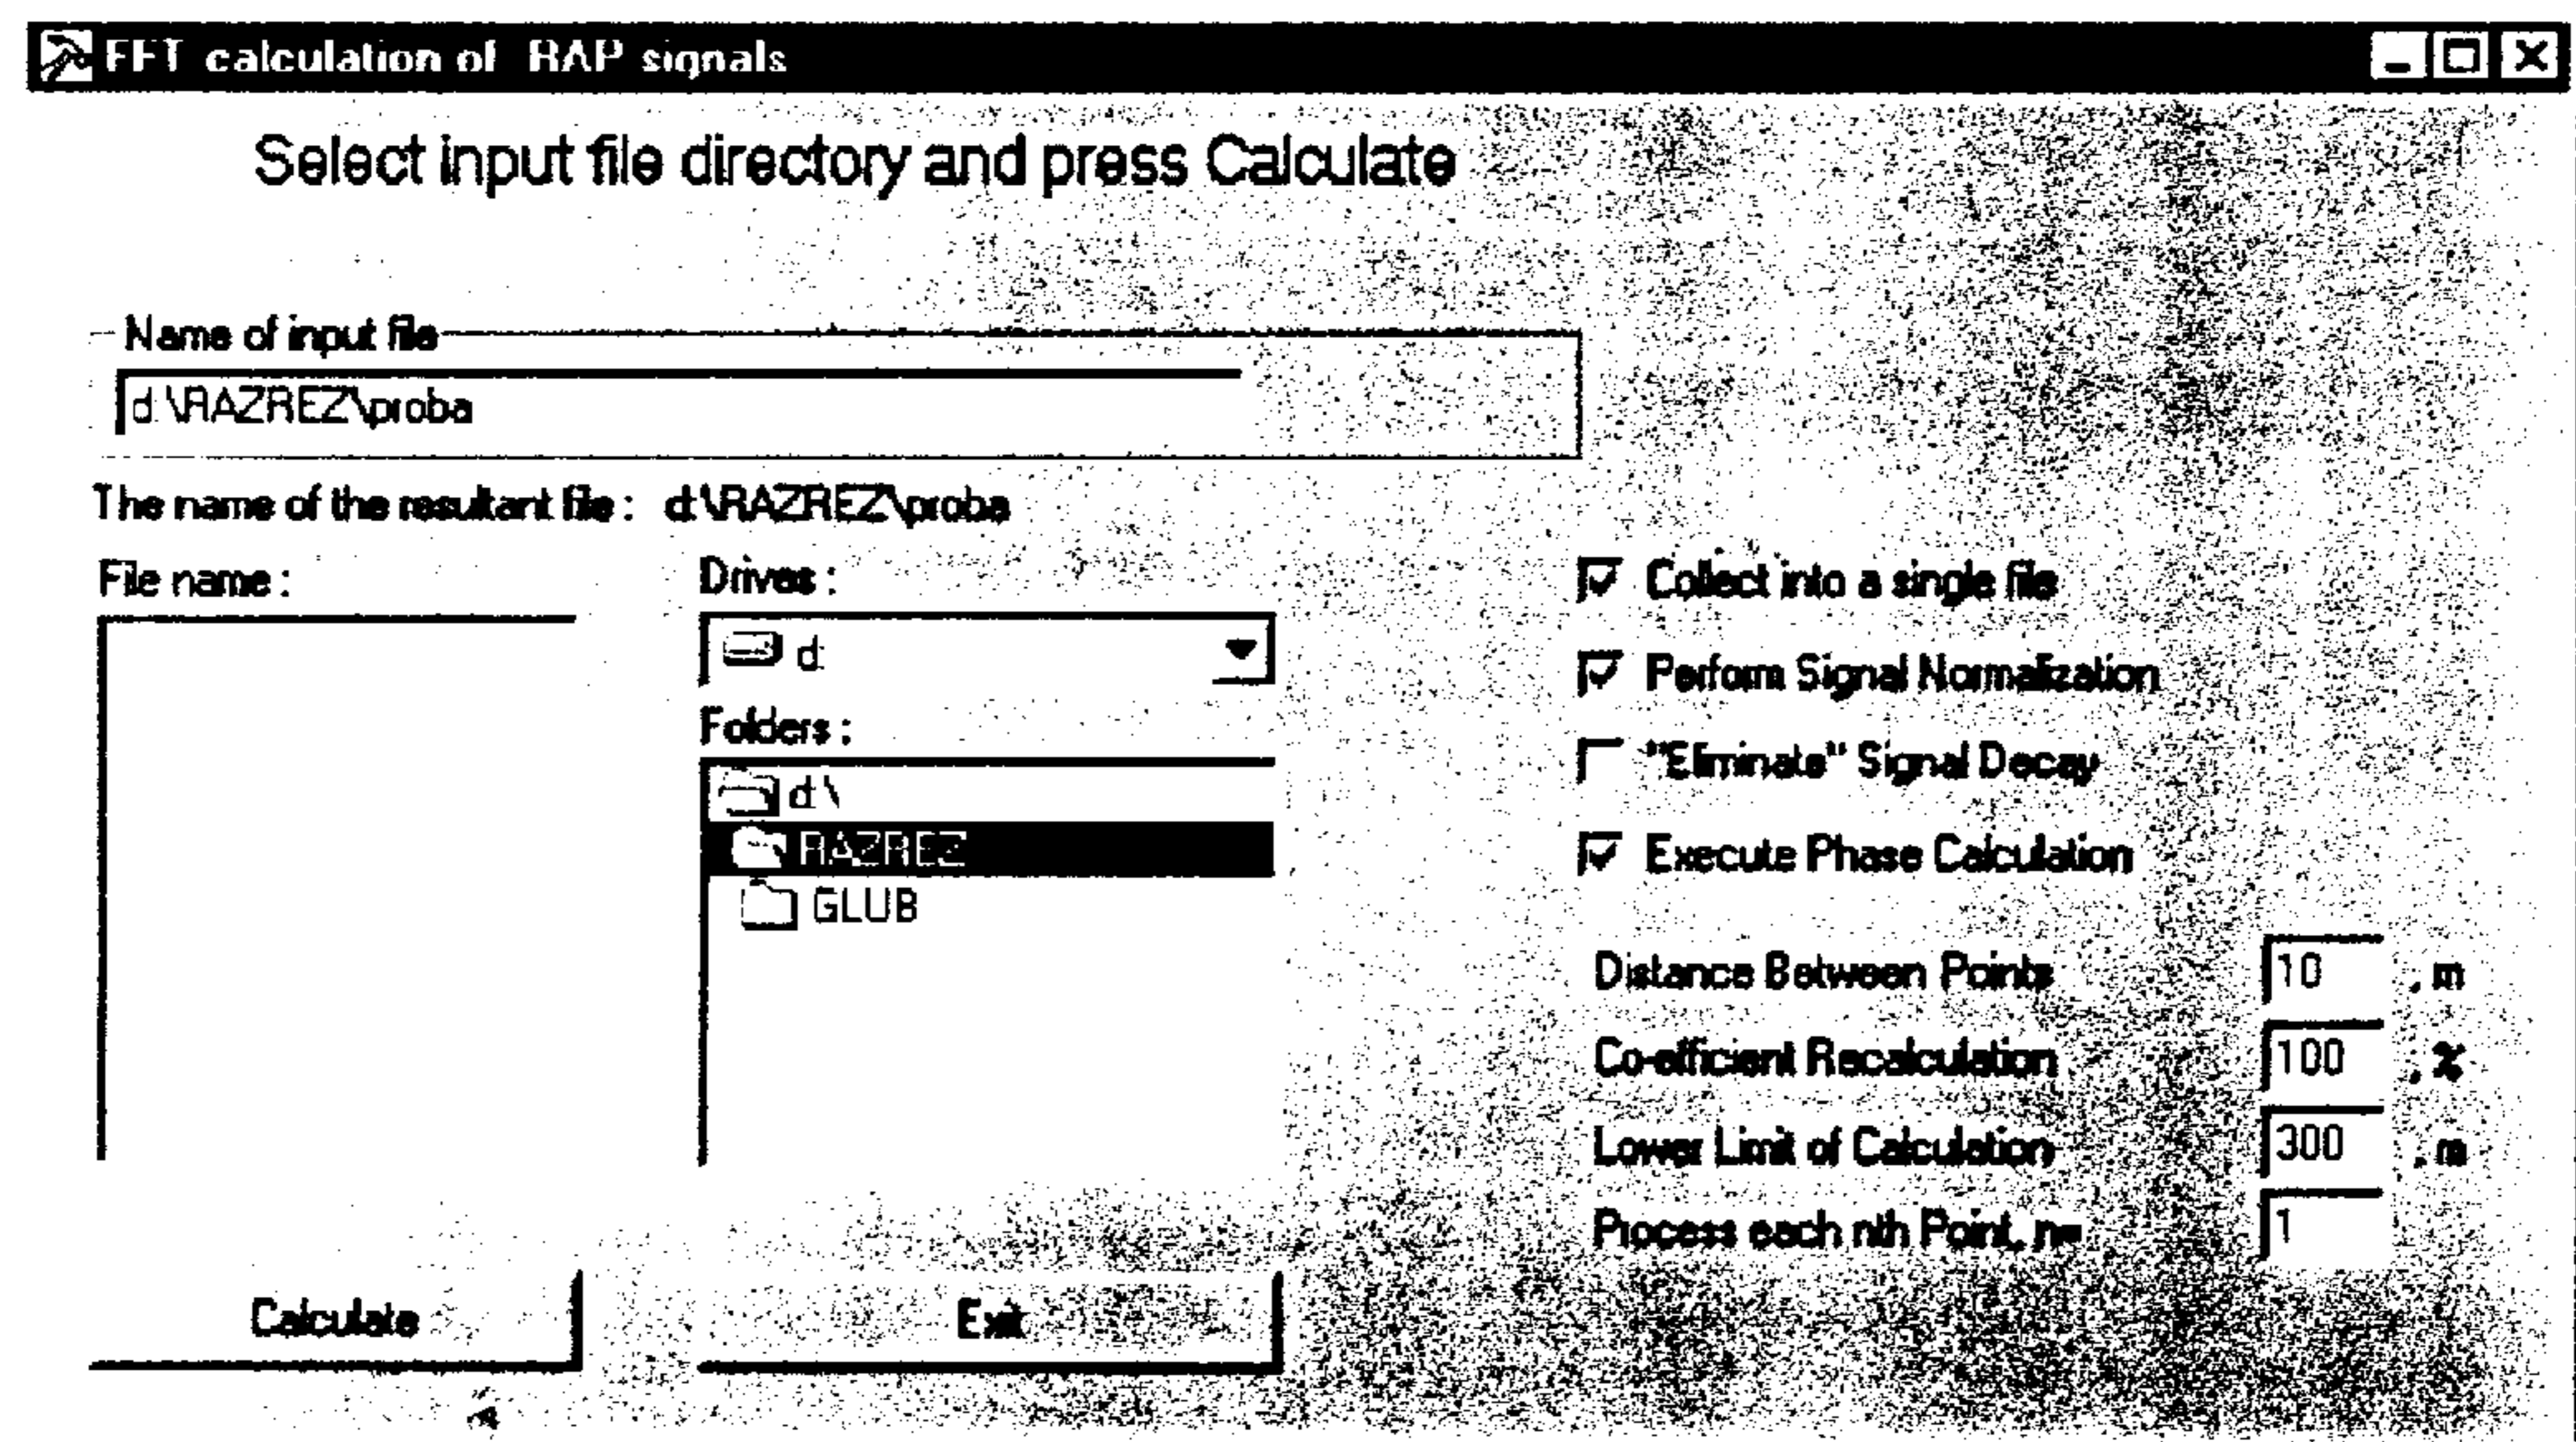 FFT calculation of RAP signals
Select input file directory and press Calculate
Name of input file
d:\RAZREZ\proba
The name of the resultant file : d:\RAZREZ\proba
File name :
Drives :
d:
Folders :
d:\
RAZREZ
GLUB
Collect into a single file
Perform Signal Normalization
"Eliminate" Signal Decay
Execute Phase Calculation
Distance Between Points 10 , m
Co-efficient Recalculation 100 , %
Lower Limit of Calculation 300 , m
Process each nth Point, n= 1
Calculate
Exit